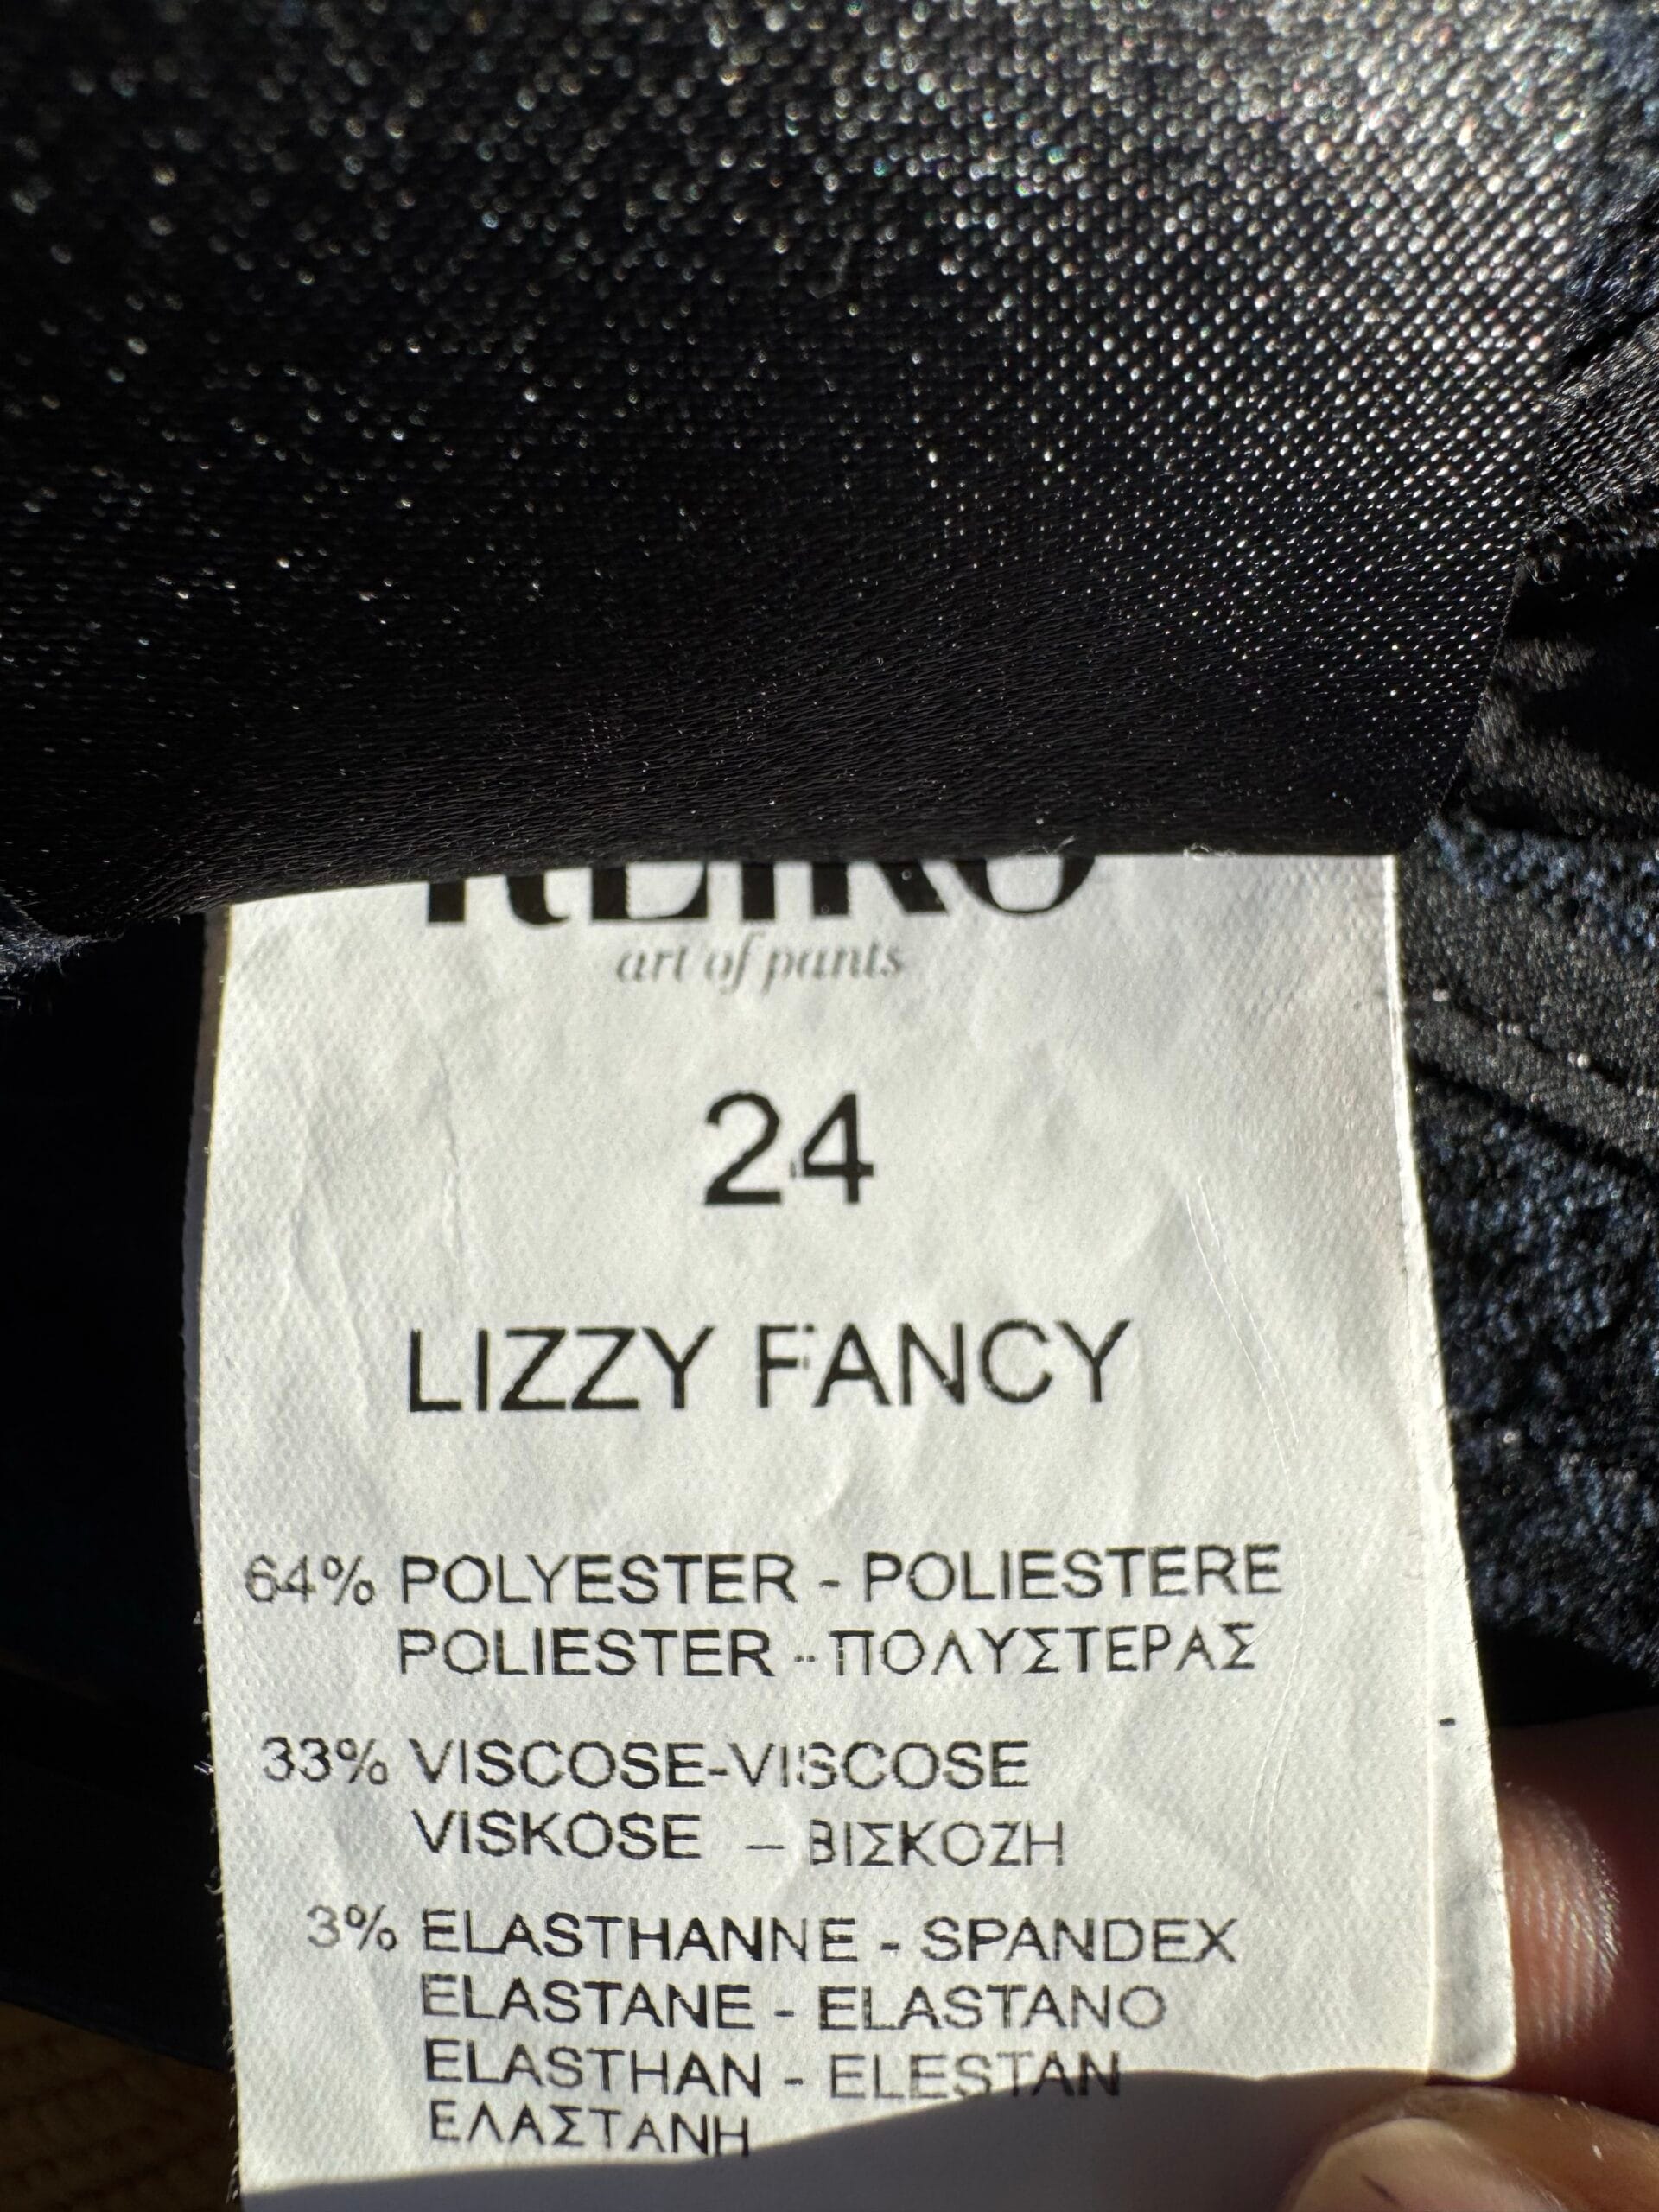 REIKO
art of pants
24
LIZZY FANCY
64% POLYESTER - POLIESTERE
POLIESTER - ΠΟΛΥΣΤΕΡΑΣ
33% VISCOSE-VISCOSE
VISKOSE – ΒΙΣΚΟΖΗ
3% ELASTHANNE - SPANDEX
ELASTANE - ELASTANO
ELASTHAN - ELESTAN
ΕΛΑΣΤΑΝΗ